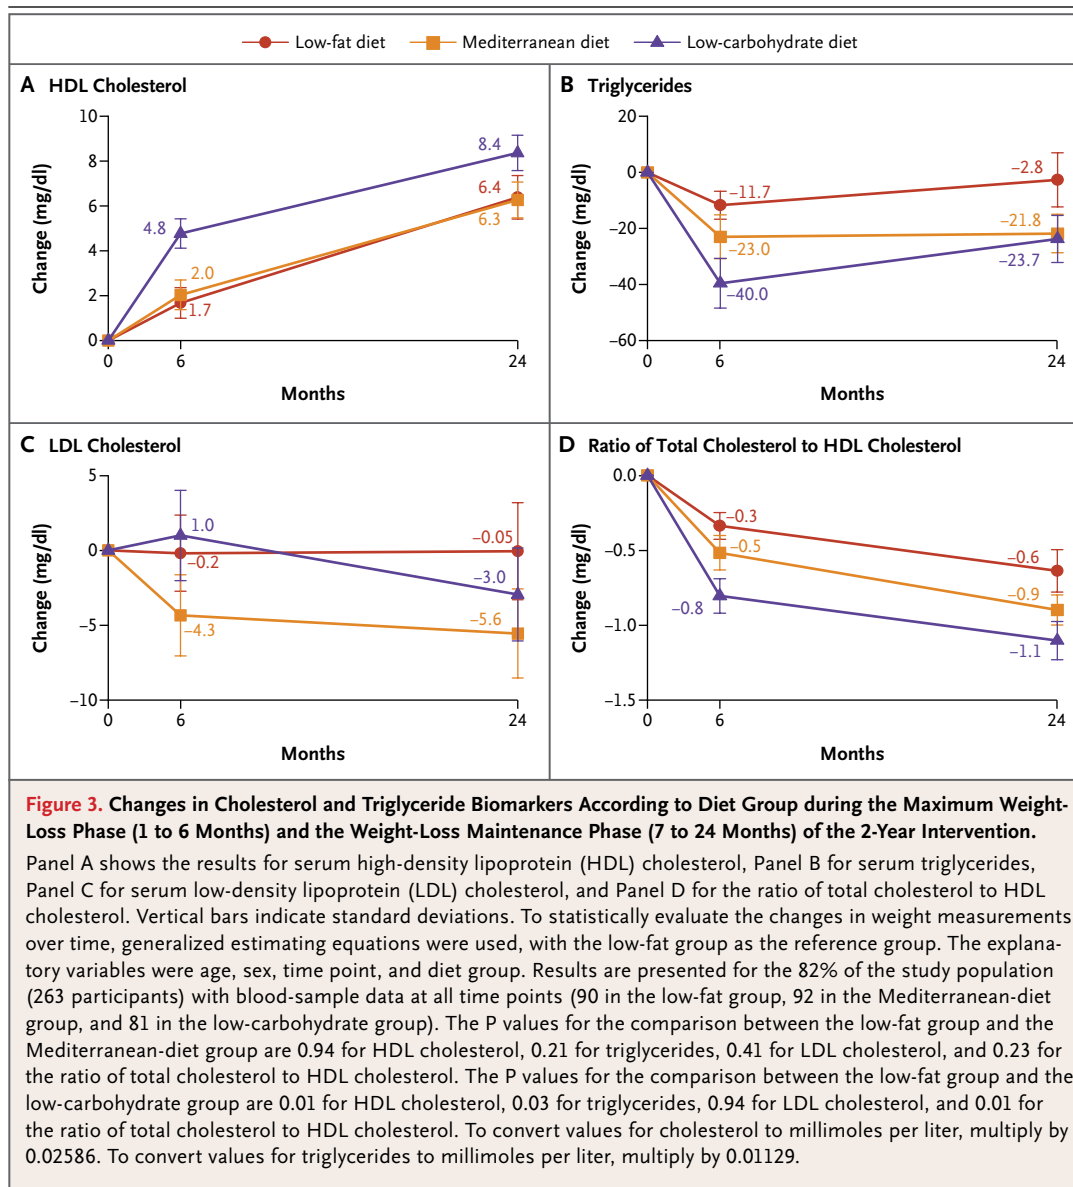 Low-fat diet Mediterranean diet Low-carbohydrate diet
A HDL Cholesterol
10
8
6
4
2
0
Change (mg/dl)
4.8
2.0
1.7
8.4
6.4
6.3
0 6 24
Months
B Triglycerides
20
0
−20
−40
−60
Change (mg/dl)
−11.7
−23.0
−40.0
−2.8
−21.8
−23.7
0 6 24
Months
C LDL Cholesterol
5
0
−5
−10
Change (mg/dl)
1.0
−0.2
−4.3
−0.05
−3.0
−5.6
0 6 24
Months
D Ratio of Total Cholesterol to HDL Cholesterol
0.0
−0.5
−1.0
−1.5
Change (mg/dl)
−0.3
−0.5
−0.8
−0.6
−0.9
−1.1
0 6 24
Months
Figure 3. Changes in Cholesterol and Triglyceride Biomarkers According to Diet Group during the Maximum Weight-
Loss Phase (1 to 6 Months) and the Weight-Loss Maintenance Phase (7 to 24 Months) of the 2-Year Intervention.
Panel A shows the results for serum high-density lipoprotein (HDL) cholesterol, Panel B for serum triglycerides,
Panel C for serum low-density lipoprotein (LDL) cholesterol, and Panel D for the ratio of total cholesterol to HDL
cholesterol. Vertical bars indicate standard deviations. To statistically evaluate the changes in weight measurements
over time, generalized estimating equations were used, with the low-fat group as the reference group. The explana-
tory variables were age, sex, time point, and diet group. Results are presented for the 82% of the study population
(263 participants) with blood-sample data at all time points (90 in the low-fat group, 92 in the Mediterranean-diet
group, and 81 in the low-carbohydrate group). The P values for the comparison between the low-fat group and the
Mediterranean-diet group are 0.94 for HDL cholesterol, 0.21 for triglycerides, 0.41 for LDL cholesterol, and 0.23 for
the ratio of total cholesterol to HDL cholesterol. The P values for the comparison between the low-fat group and the
low-carbohydrate group are 0.01 for HDL cholesterol, 0.03 for triglycerides, 0.94 for LDL cholesterol, and 0.01 for
the ratio of total cholesterol to HDL cholesterol. To convert values for cholesterol to millimoles per liter, multiply by
0.02586. To convert values for triglycerides to millimoles per liter, multiply by 0.01129.